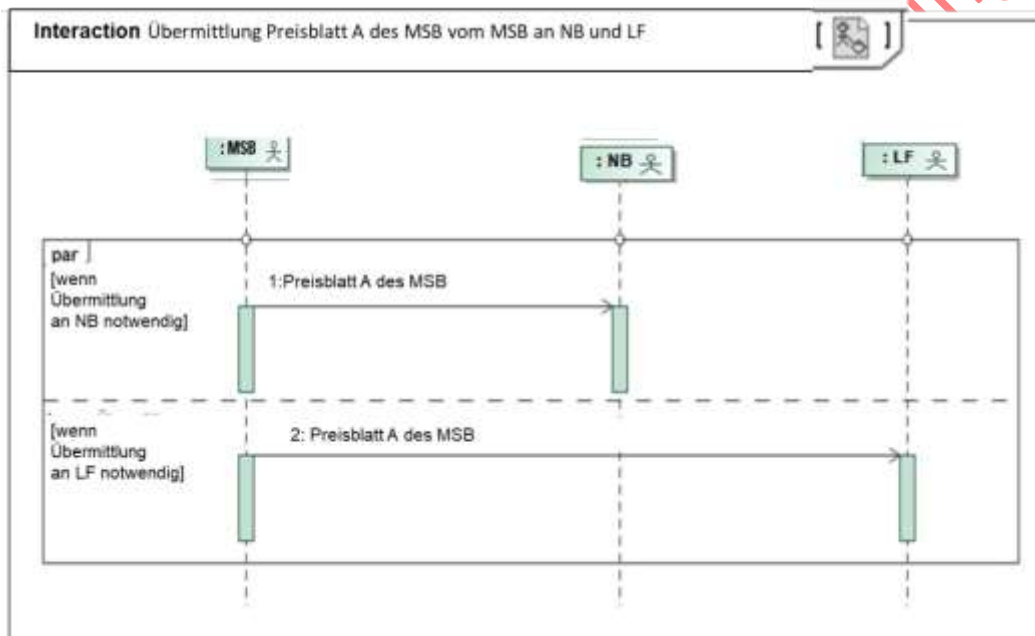 Interaction Übermittlung Preisblatt A des MSB vom MSB an NB und LF
:MSB
: NB
: LF
par
[wenn
Übermittlung
an NB notwendig]
1:Preisblatt A des MSB
[wenn
Übermittlung
an LF notwendig]
2: Preisblatt A des MSB